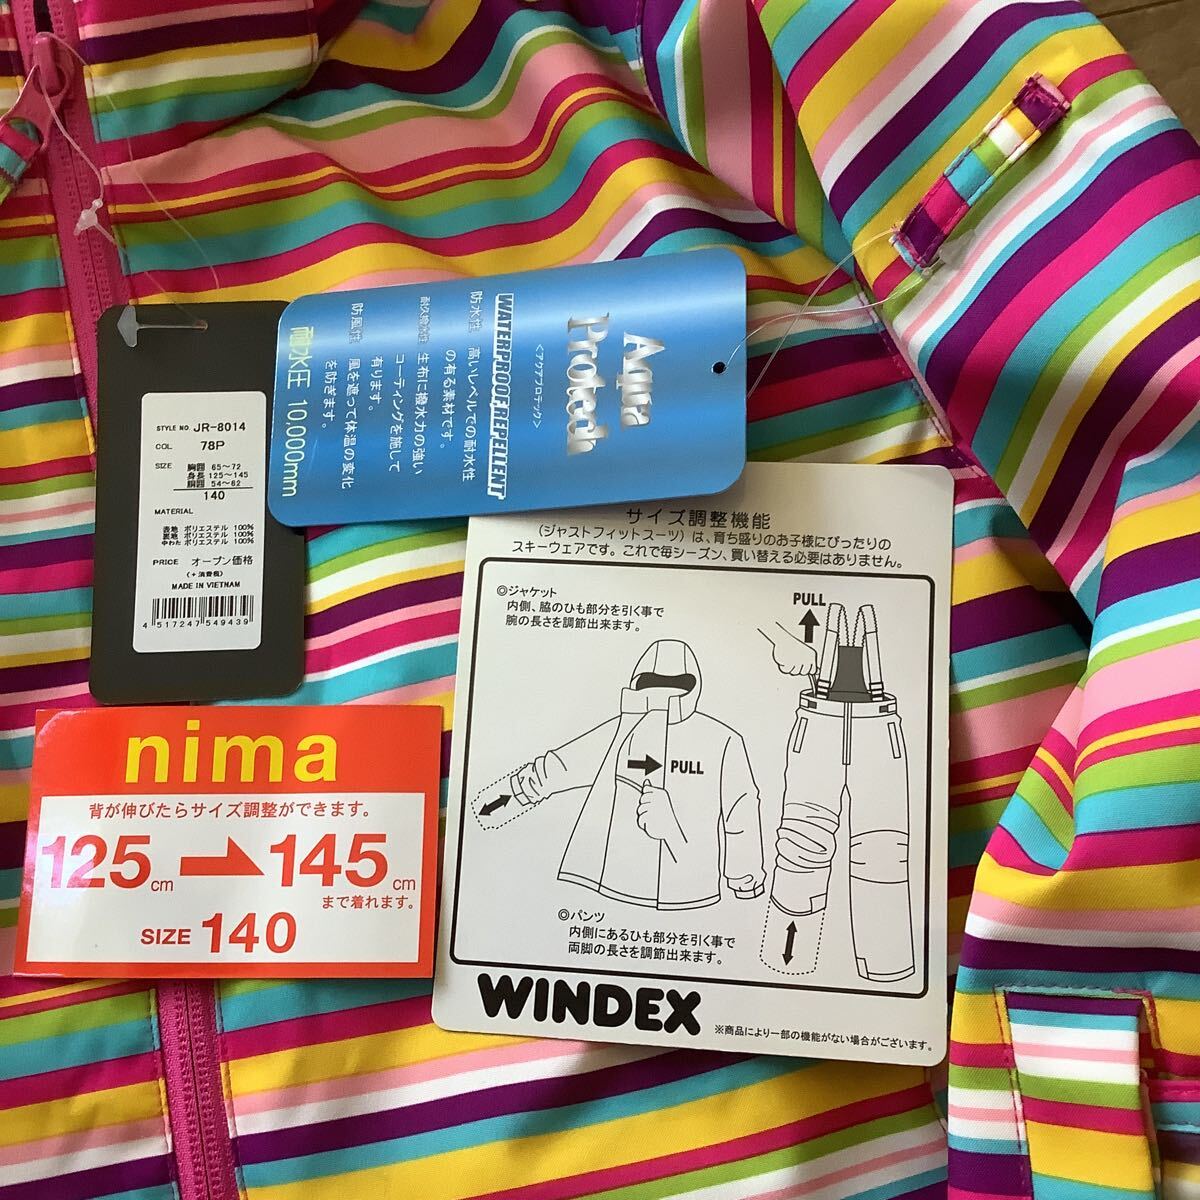 STYLE NO. JR-8014
COL 78P
SIZE 胸囲 65〜72
身長 125〜145
胴囲 54〜62
140
MATERIAL
表地 ポリエステル 100%
裏地 ポリエステル 100%
中わた ポリエステル 100%
PRICE オープン価格
(+消費税)
MADE IN VIETNAM
4 517247 549439
Aqua
Protech
<アクアプロテック>
WATERPROOF,REPELLENT
防水性 高いレベルでの耐水性
の有る素材です。
耐久撥水性 生布に撥水力の強い
コーティングを施して
有ります。
防風性 風を遮って体温の変化
を防ぎます。
耐水圧 10,000mm
サイズ調整機能
(ジャストフィットスーツ)は、育ち盛りのお子様にぴったりの
スキーウェアです。これで毎シーズン、買い替える必要はありません。
◎ジャケット
内側、脇のひも部分を引く事で
腕の長さを調節出来ます。
PULL
PULL
◎パンツ
内側にあるひも部分を引く事で
両脚の長さを調節出来ます。
WINDEX
※商品により一部の機能がない場合がございます。
nima
背が伸びたらサイズ調整ができます。
125cm 145cm
まで着れます。
SIZE 140